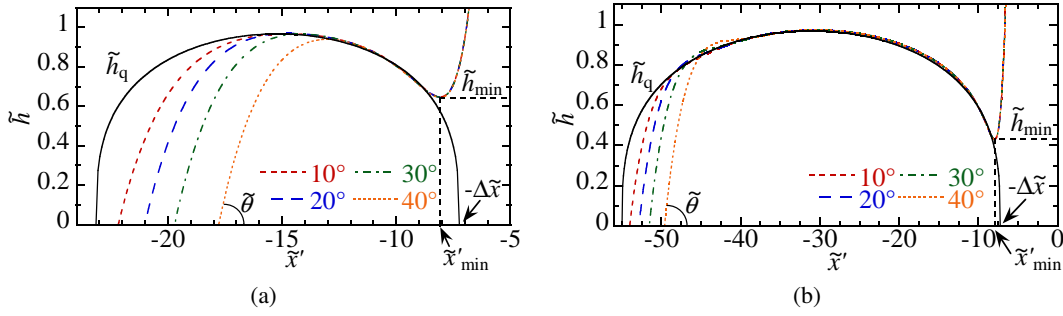 1
0.8
0.6
0.4
0.2
0
h̃
h̃q
h̃min
10° 30°
20° 40°
θ̃
-Δx̃
-20 -15 -10 -5
x̃' x̃'min
(a)
1
0.8
0.6
0.4
0.2
0
h̃
h̃q
h̃min
10° 30°
20° 40°
θ̃
-Δx̃
-50 -40 -30 -20 -10 0
x̃' x̃'min
(b)